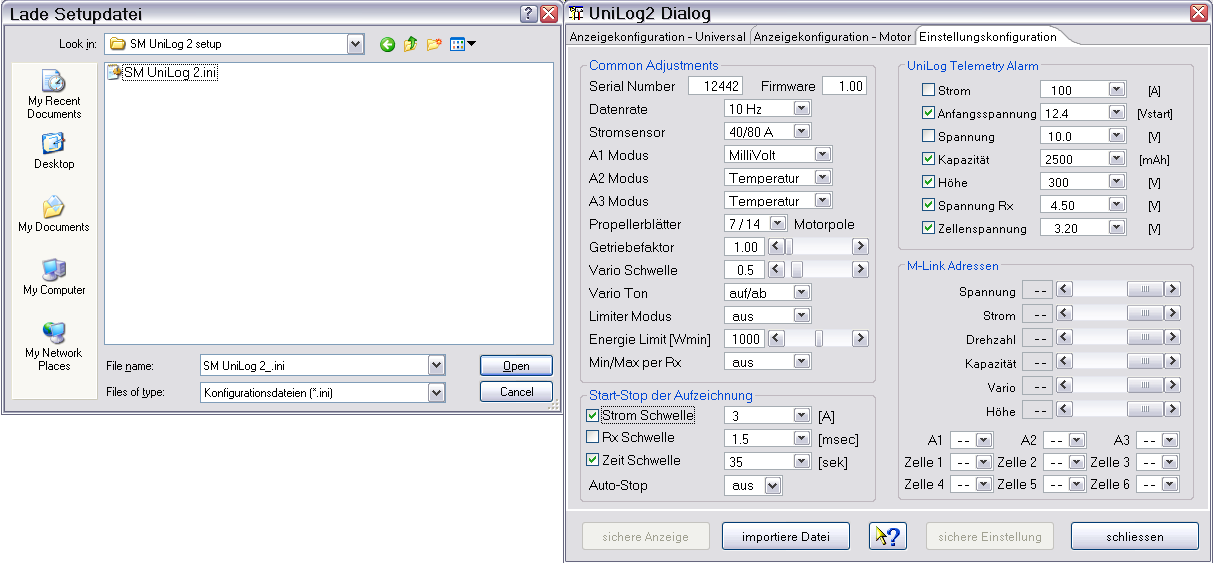 Lade Setupdatei
Look in: SM UniLog 2 setup
SM UniLog 2.ini
My Recent
Documents
Desktop
My Documents
My Computer
My Network
Places
File name: SM UniLog 2_.ini Open
Files of type: Konfigurationsdateien (*.ini) Cancel
UniLog2 Dialog
Anzeigekonfiguration - Universal Anzeigekonfiguration - Motor Einstellungskonfiguration
Common Adjustments
Serial Number 12442 Firmware 1.00
Datenrate 10 Hz
Stromsensor 40/80 A
A1 Modus MilliVolt
A2 Modus Temperatur
A3 Modus Temperatur
Propellerblätter 7 / 14 Motorpole
Getriebefaktor 1.00
Vario Schwelle 0.5
Vario Ton auf/ab
Limiter Modus aus
Energie Limit [Wmin] 1000
Min/Max per Rx aus
Start-Stop der Aufzeichnung
Strom Schwelle 3 [A]
Rx Schwelle 1.5 [msec]
Zeit Schwelle 35 [sek]
Auto-Stop aus
UniLog Telemetry Alarm
Strom 100 [A]
Anfangsspannung 12.4 [Vstart]
Spannung 10.0 [V]
Kapazität 2500 [mAh]
Höhe 300 [V]
Spannung Rx 4.50 [V]
Zellenspannung 3.20 [V]
M-Link Adressen
Spannung --
Strom --
Drehzahl --
Kapazität --
Vario --
Höhe --
A1 -- A2 -- A3 --
Zelle 1 -- Zelle 2 -- Zelle 3 --
Zelle 4 -- Zelle 5 -- Zelle 6 --
sichere Anzeige importiere Datei ? sichere Einstellung schliessen